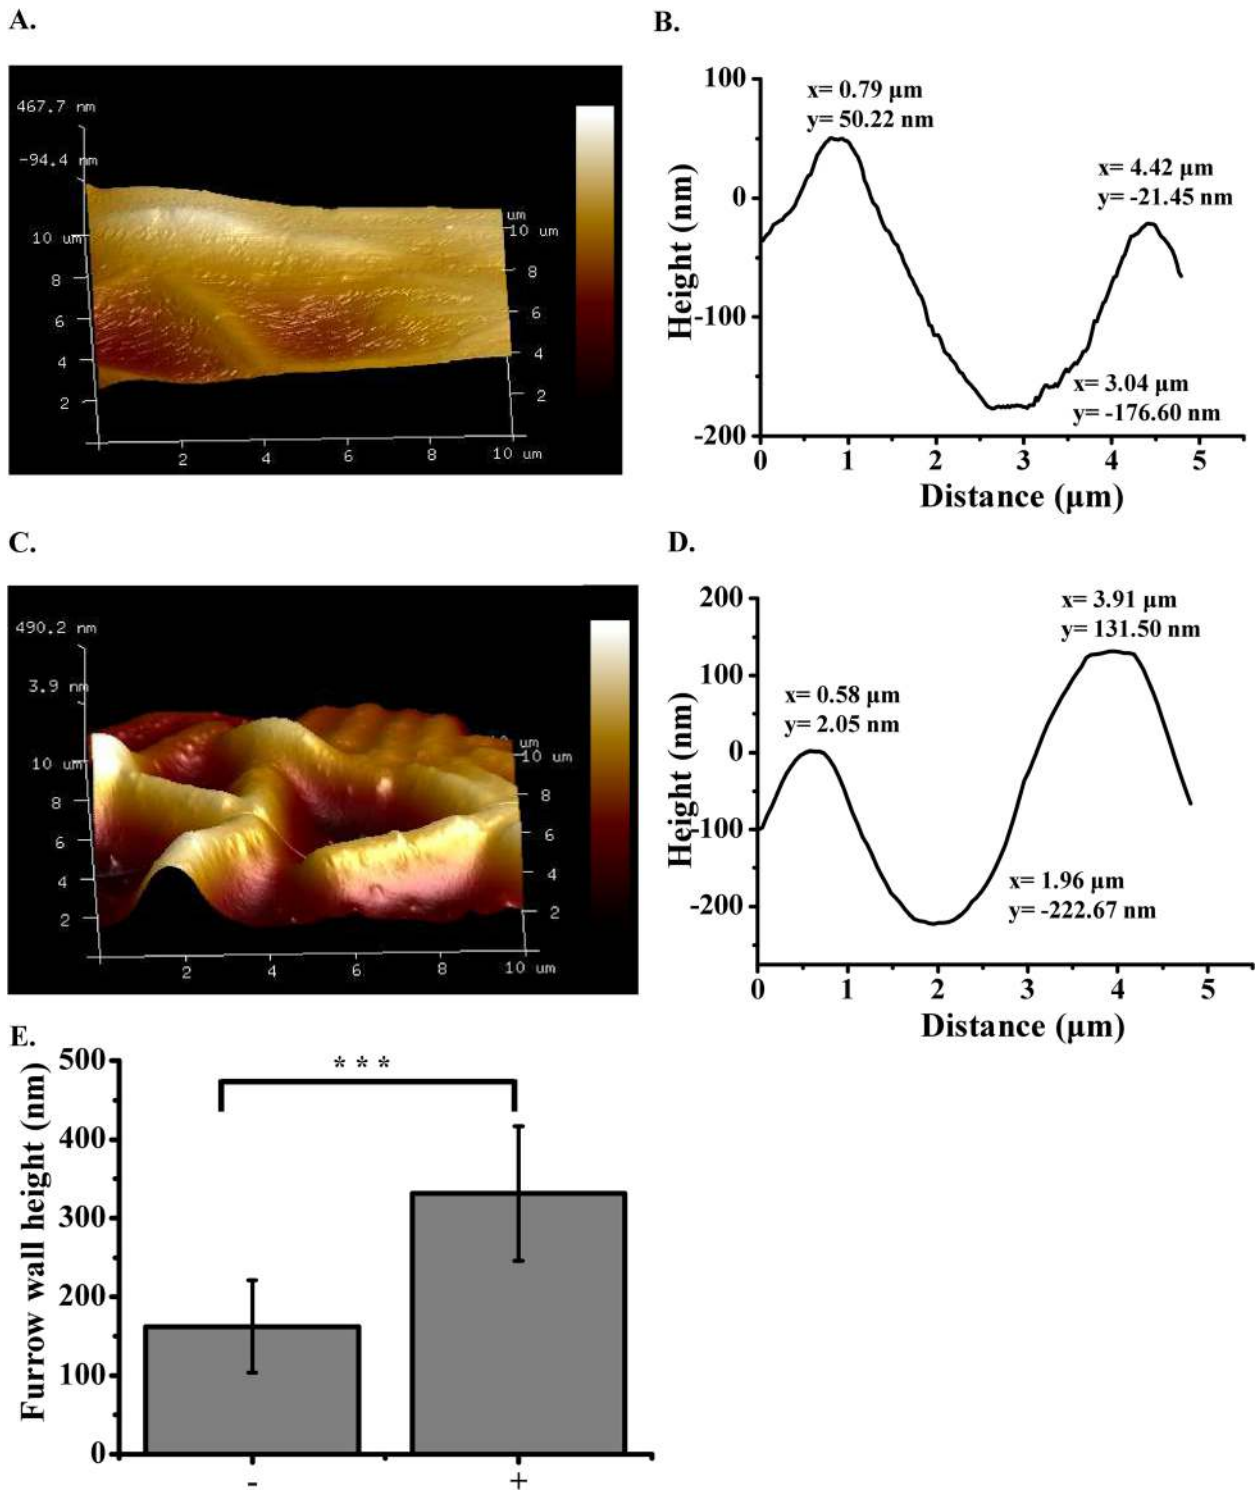 A.
467.7 nm
-94.4 nm
10 um
8
6
4
2
um
10 um
8
6
4
2
2
4
6
8
10 um
B.
100
0
-100
-200
Height (nm)
x= 0.79 µm
y= 50.22 nm
x= 4.42 µm
y= -21.45 nm
x= 3.04 µm
y= -176.60 nm
0 1 2 3 4 5
Distance (µm)
C.
490.2 nm
3.9 nm
10 um
8
6
4
2
um
10 um
8
6
4
2
2
4
6
8
10 um
D.
200
100
0
-100
-200
Height (nm)
x= 3.91 µm
y= 131.50 nm
x= 0.58 µm
y= 2.05 nm
x= 1.96 µm
y= -222.67 nm
0 1 2 3 4 5
Distance (µm)
E.
500
400
300
200
100
0
Furrow wall height (nm)
* * *
- +